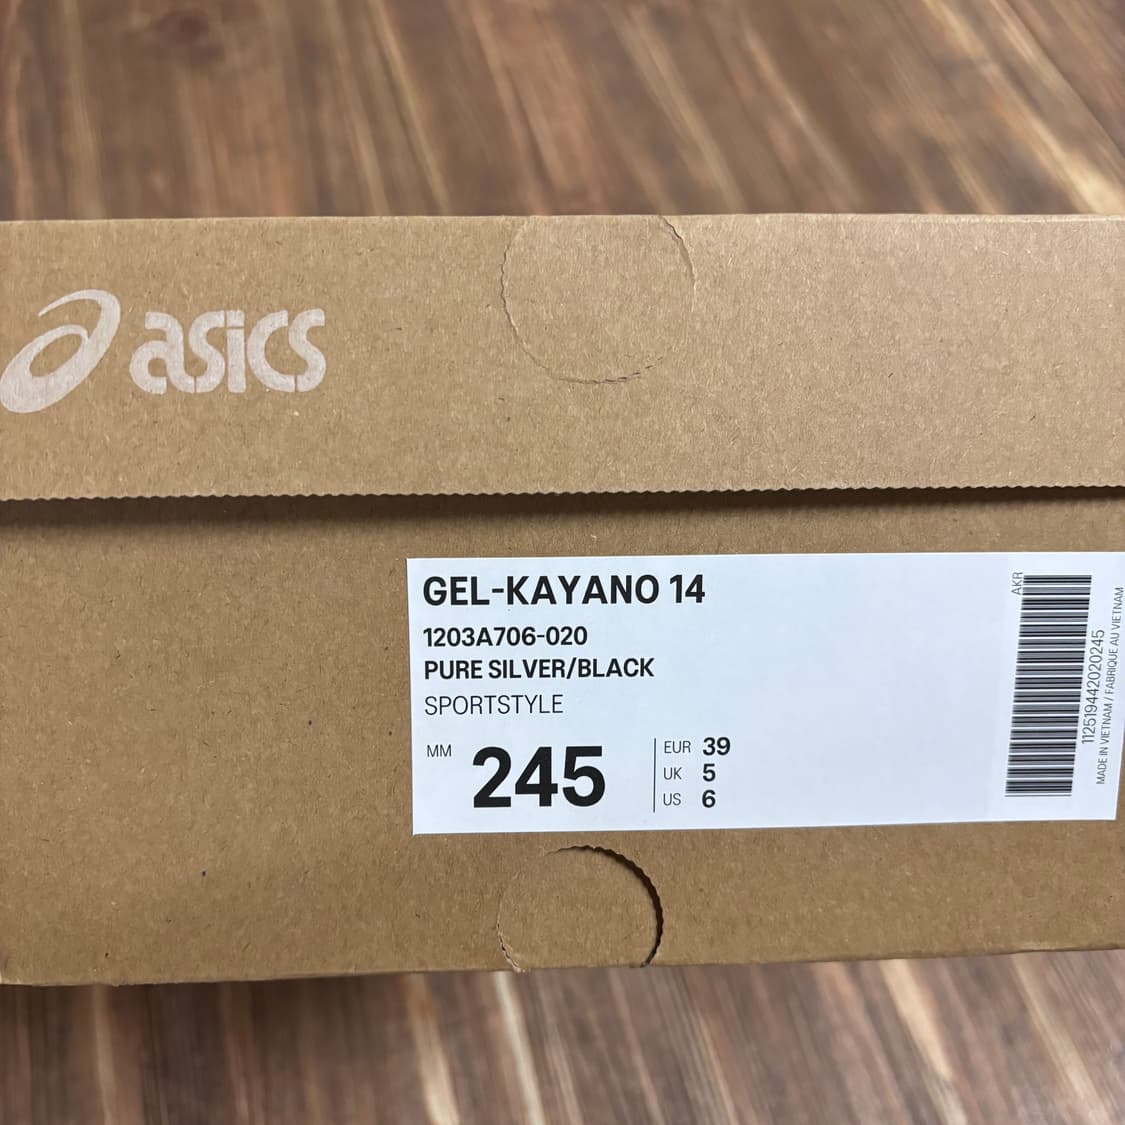 asics
GEL-KAYANO 14
1203A706-020
PURE SILVER/BLACK
SPORTSTYLE
MM 245
EUR 39
UK 5
US 6
AKR
112519442020245
MADE IN VIETNAM / FABRIQUE AU VIETNAM